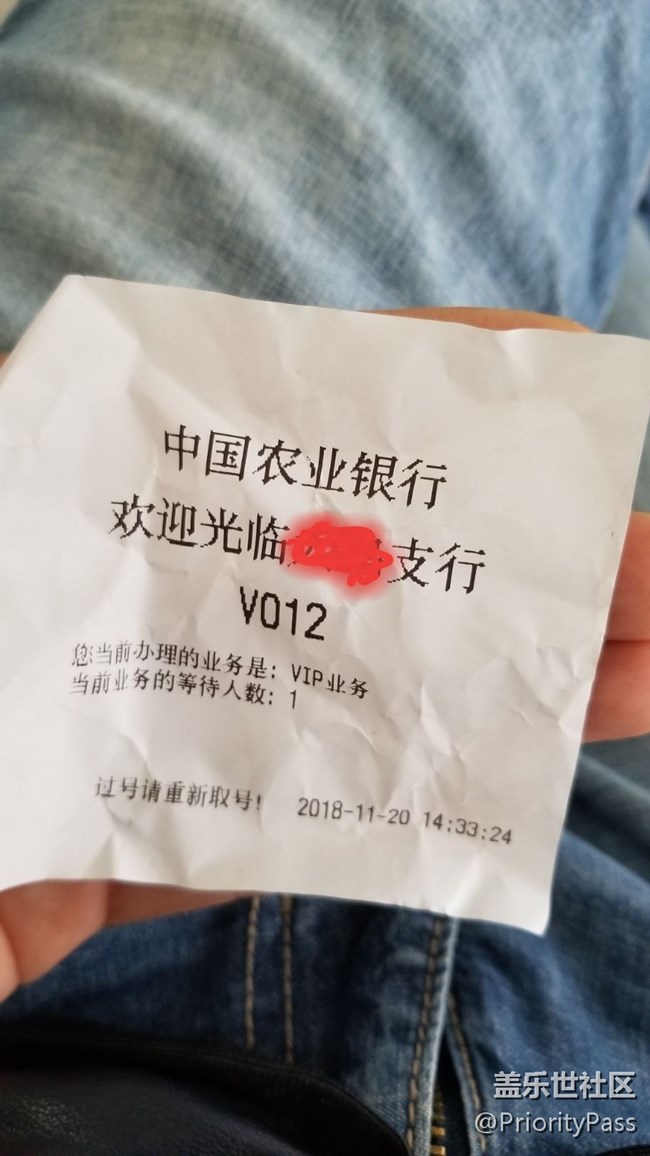 中国农业银行
欢迎光临支行
V012
您当前办理的业务是: VIP业务
当前业务的等待人数: 1
过号请重新取号! 2018-11-20 14:33:24
盖乐世社区
@PriorityPass